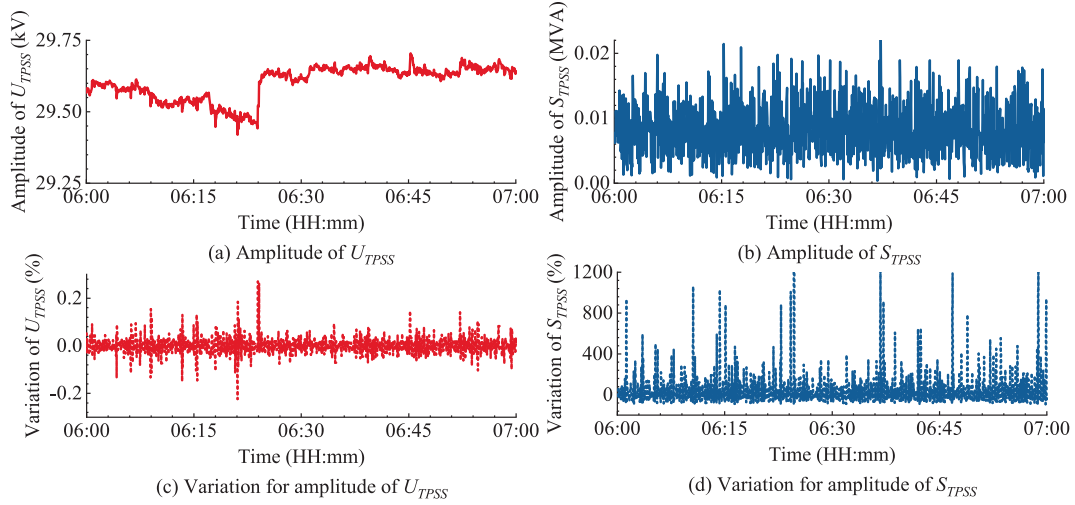 Amplitude of U_TPSS (kV)
29.75
29.50
29.25
06:00 06:15 06:30 06:45 07:00
Time (HH:mm)
(a) Amplitude of U_TPSS
Amplitude of S_TPSS (MVA)
0.02
0.01
0.00
06:00 06:15 06:30 06:45 07:00
Time (HH:mm)
(b) Amplitude of S_TPSS
Variation of U_TPSS (%)
0.2
0.0
-0.2
06:00 06:15 06:30 06:45 07:00
Time (HH:mm)
(c) Variation for amplitude of U_TPSS
Variation of S_TPSS (%)
1200
800
400
0
06:00 06:15 06:30 06:45 07:00
Time (HH:mm)
(d) Variation for amplitude of S_TPSS